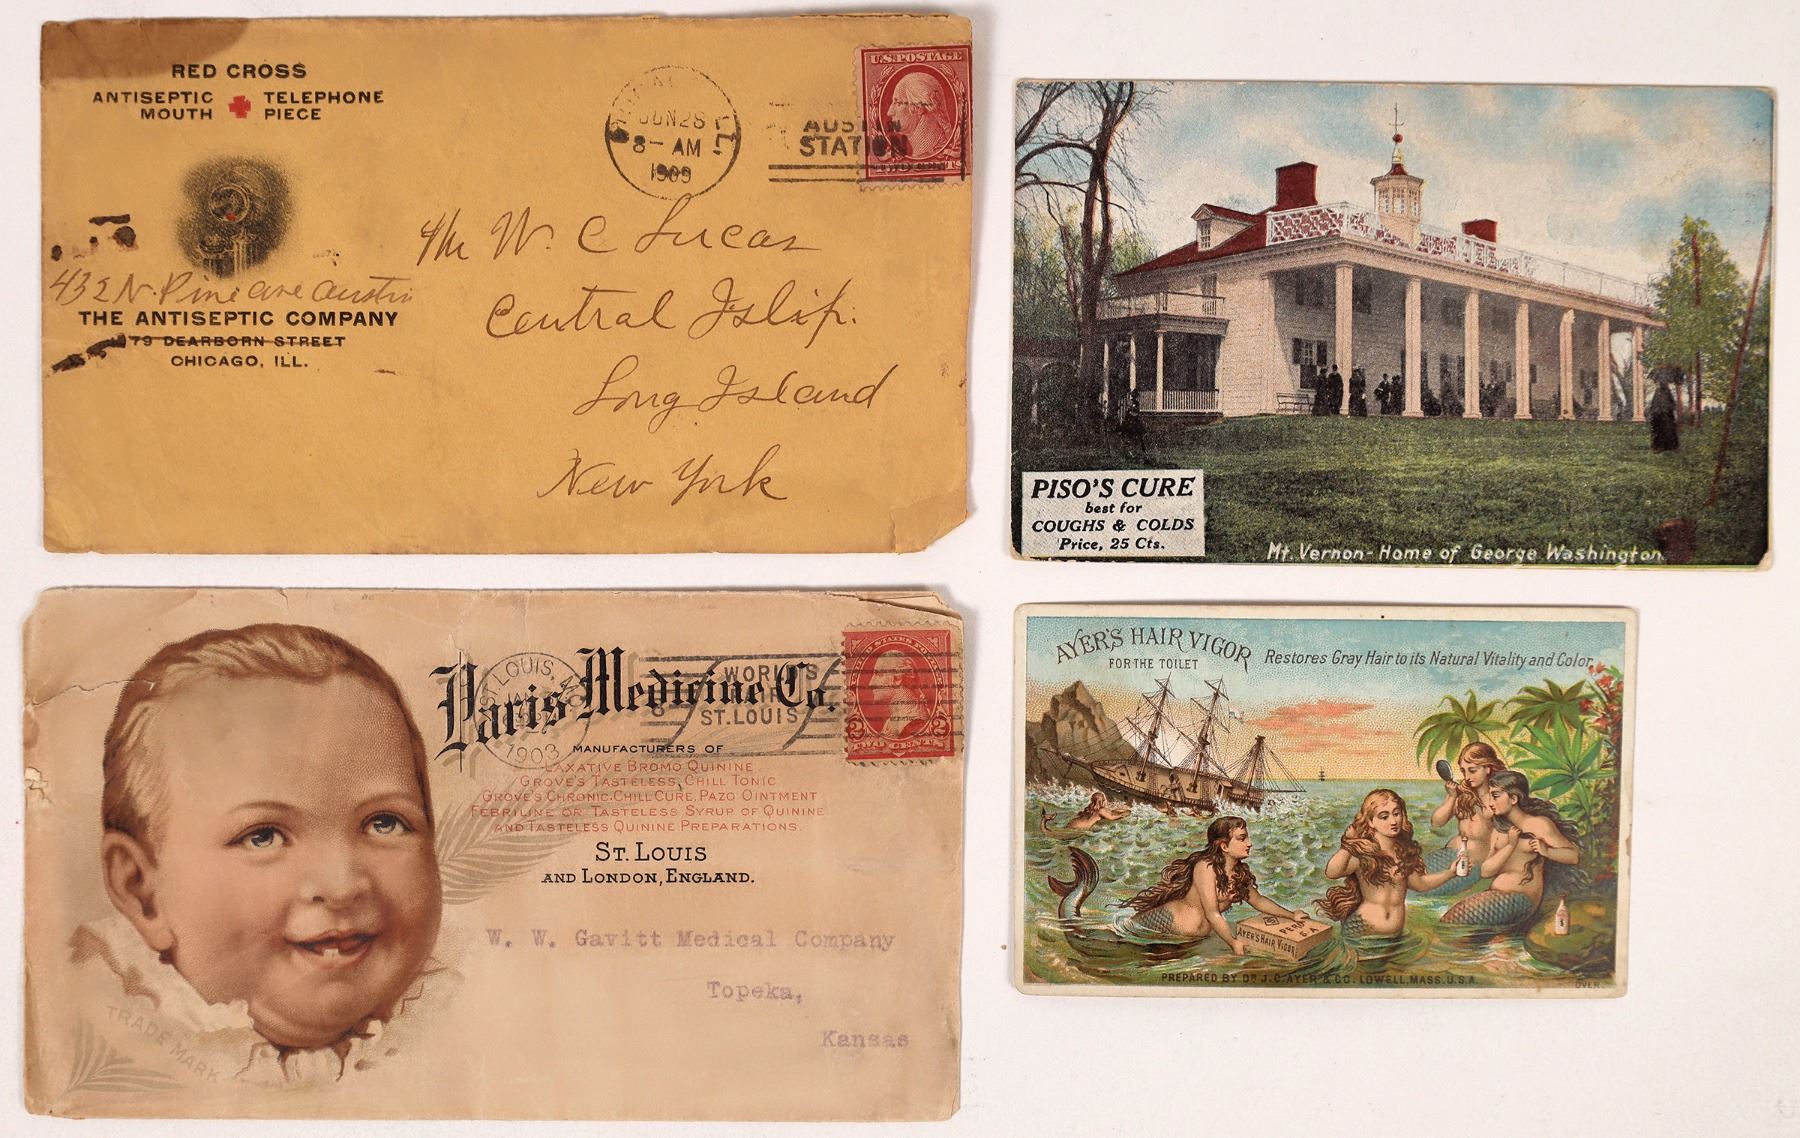 RED CROSS
ANTISEPTIC TELEPHONE
MOUTH PIECE
432 N. Pine ave Austin
THE ANTISEPTIC COMPANY
79 DEARBORN STREET
CHICAGO, ILL.
JUN 28
8 - AM
1909
AUSTIN
STATION
U.S. POSTAGE
Mr W. C Lucas
Central Islip.
Long Island
New York
PISO'S CURE
best for
COUGHS & COLDS
Price, 25 Cts.
Mt. Vernon - Home of George Washington.
Paris Medicine Co.
ST. LOUIS, MO
1903
WORLD'S
ST. LOUIS
2 2
TWO CENTS
MANUFACTURERS OF
LAXATIVE BROMO QUININE
GROVE'S TASTELESS, CHILL TONIC
GROVE'S CHRONIC-CHILL CURE, PAZO OINTMENT
FEBRILINE OR TASTELESS SYRUP OF QUININE
AND TASTELESS QUININE PREPARATIONS.
ST. LOUIS
AND LONDON, ENGLAND.
W. W. Gavitt Medical Company
Topeka,
Kansas
TRADE MARK
AYER'S HAIR VIGOR
FOR THE TOILET
Restores Gray Hair to its Natural Vitality and Color.
AYER'S HAIR VIGOR
PREPARED BY DR J. C. AYER & CO. LOWELL, MASS. U.S.A.
OVER.